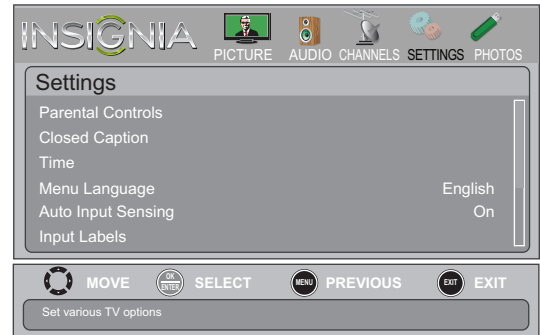 INSIGNIA
PICTURE AUDIO CHANNELS SETTINGS PHOTOS
Settings
Parental Controls
Closed Caption
Time
Menu Language English
Auto Input Sensing On
Input Labels
MOVE OK ENTER SELECT MENU PREVIOUS EXIT EXIT
Set various TV options